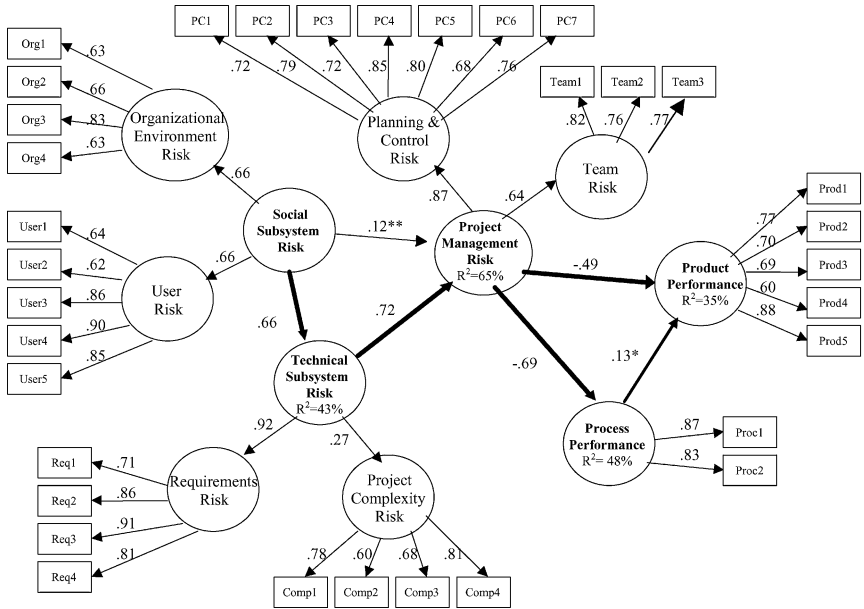 PC1 PC2 PC3 PC4 PC5 PC6 PC7
.72 .79 .72 .85 .80 .68 .76
Org1
Org2
Org3
Org4
.63
.66
.83
.63
Organizational
Environment
Risk
Planning &
Control
Risk
Team1 Team2 Team3
.82 .76 .77
Team
Risk
.66
.87
.64
User1
User2
User3
User4
User5
.64
.62
.86
.90
.85
User
Risk
.66
Social
Subsystem
Risk
.12**
Project
Management
Risk
R²=65%
-.49
Product
Performance
R²=35%
Prod1
Prod2
Prod3
Prod4
Prod5
.77
.70
.69
.60
.88
.66
.72
-.69
.13*
Technical
Subsystem
Risk
R²=43%
Process
Performance
R²= 48%
.87
.83
Proc1
Proc2
.92
.27
Req1
Req2
Req3
Req4
.71
.86
.91
.81
Requirements
Risk
Project
Complexity
Risk
.78 .60 .68 .81
Comp1 Comp2 Comp3 Comp4